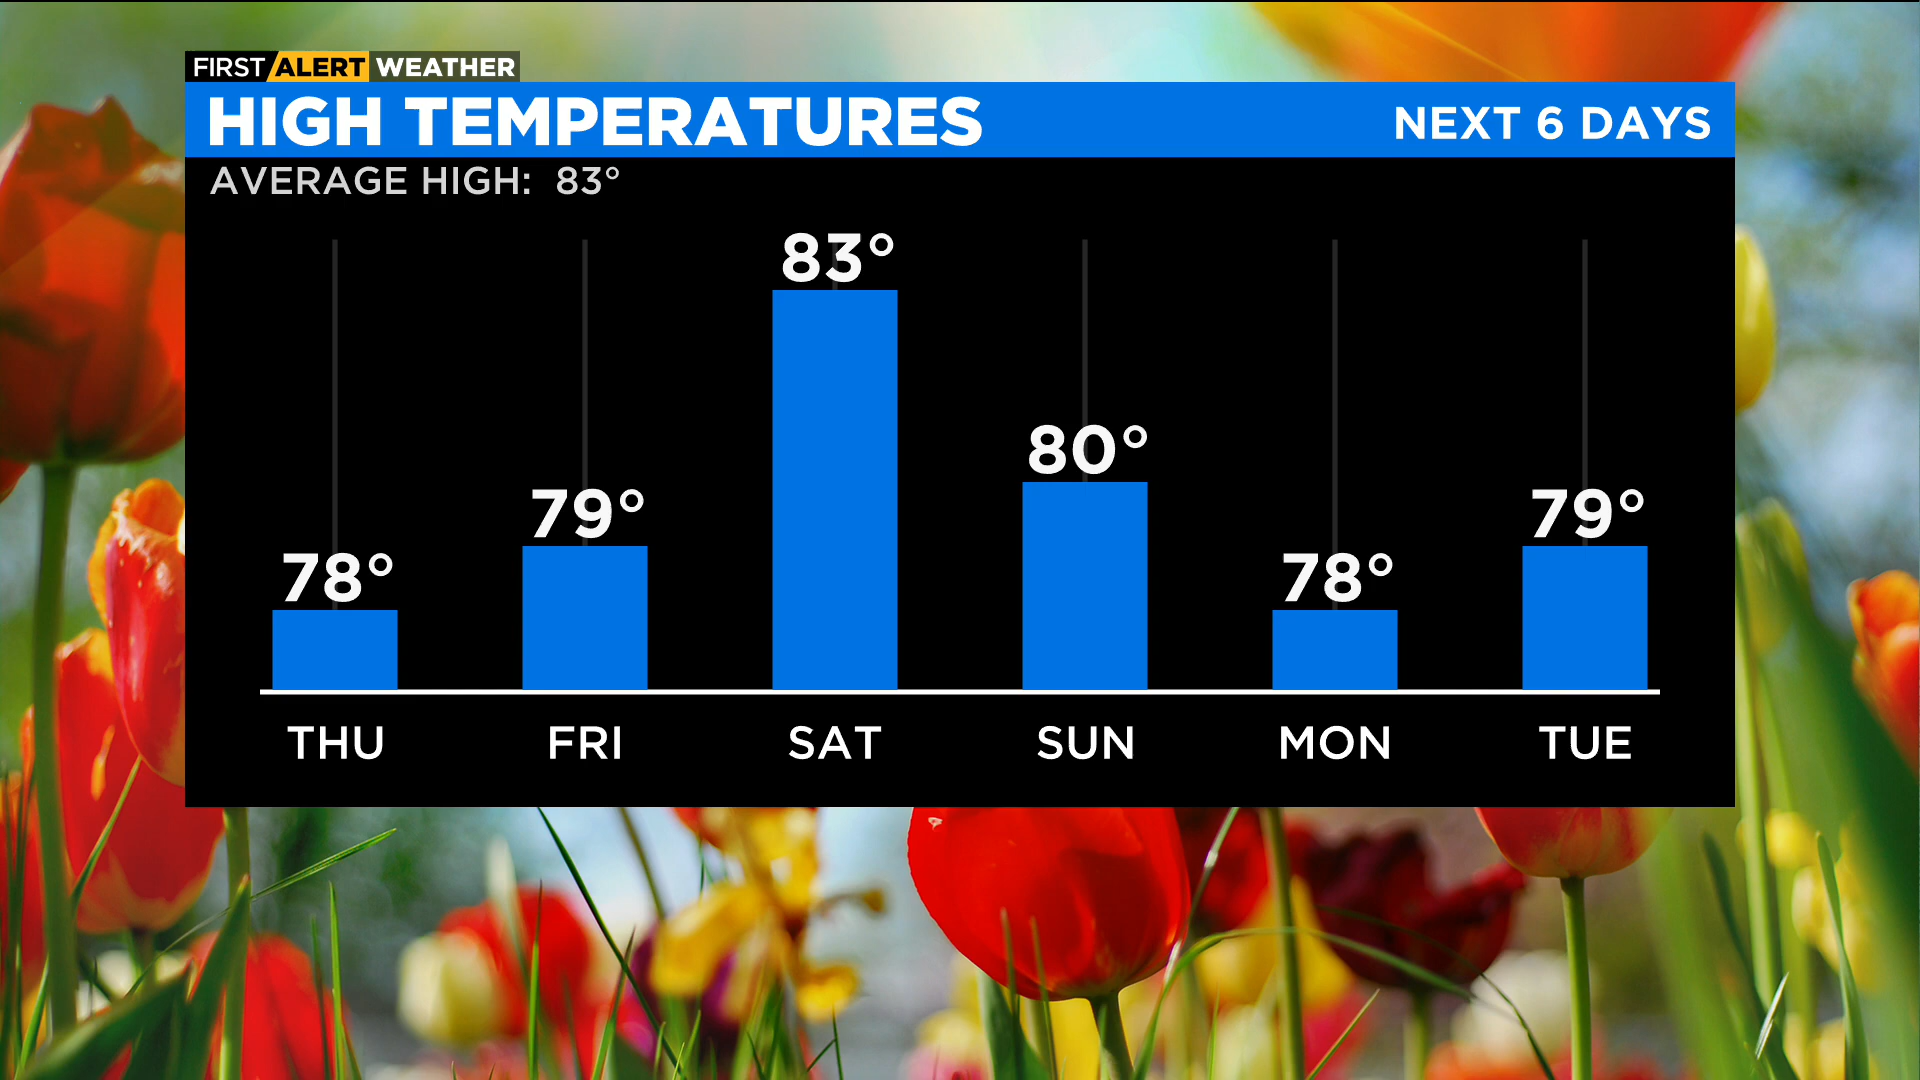 FIRST ALERT WEATHER
HIGH TEMPERATURES NEXT 6 DAYS
AVERAGE HIGH: 83°
78° 79° 83° 80° 78° 79°
THU FRI SAT SUN MON TUE